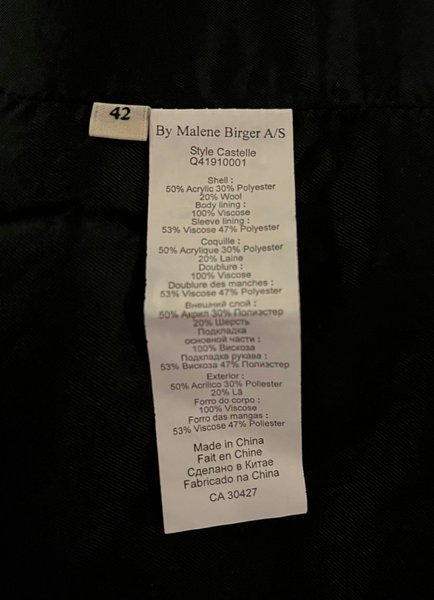 42
By Malene Birger A/S
Style Castelle
Q41910001
Shell :
50% Acrylic 30% Polyester
20% Wool
Body lining :
100% Viscose
Sleeve lining :
53% Viscose 47% Polyester
Coquille :
50% Acrylique 30% Polyester
20% Laine
Doublure :
100% Viscose
Doublure des manches :
53% Viscose 47% Polyester
Внешний слой :
50% Акрил 30% Полиэстер
20% Шерсть
Подкладка
основной части :
100% Вискоза
Подкладка рукава :
53% Вискоза 47% Полиэстер
Exterior :
50% Acrílico 30% Poliester
20% Lã
Forro do corpo :
100% Viscose
Forro das mangas :
53% Viscose 47% Poliester
Made in China
Fait en Chine
Сделано в Китае
Fabricado na China
CA 30427